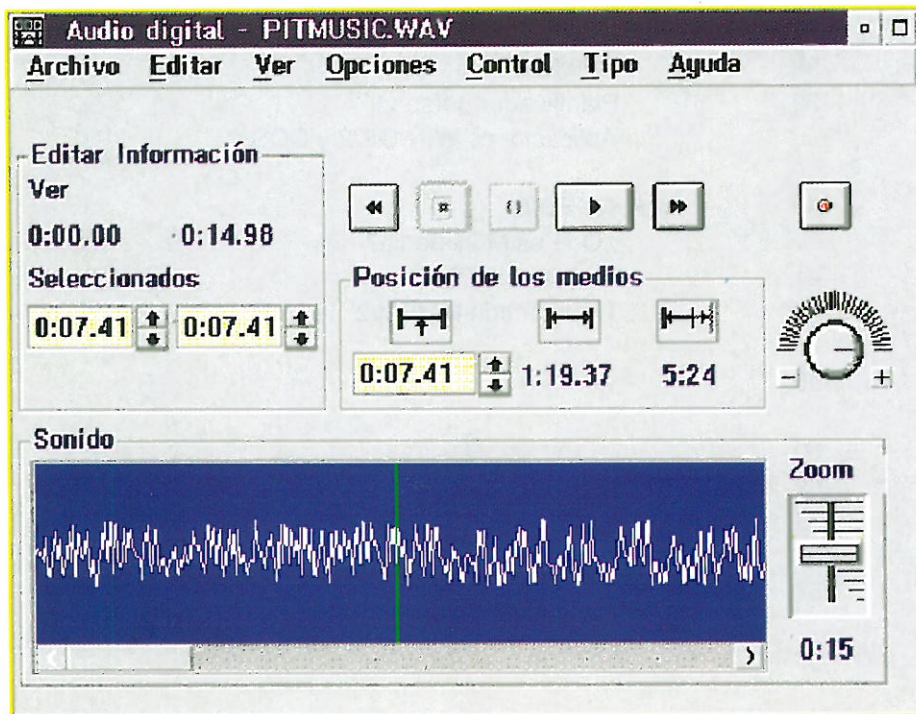 Audio digital - PITMUSIC.WAV
Archivo Editar Ver Opciones Control Tipo Ayuda
Editar Información
Ver
0:00.00 0:14.98
Seleccionados
0:07.41 0:07.41
Posición de los medios
0:07.41 1:19.37 5:24
- +
Sonido
Zoom
0:15